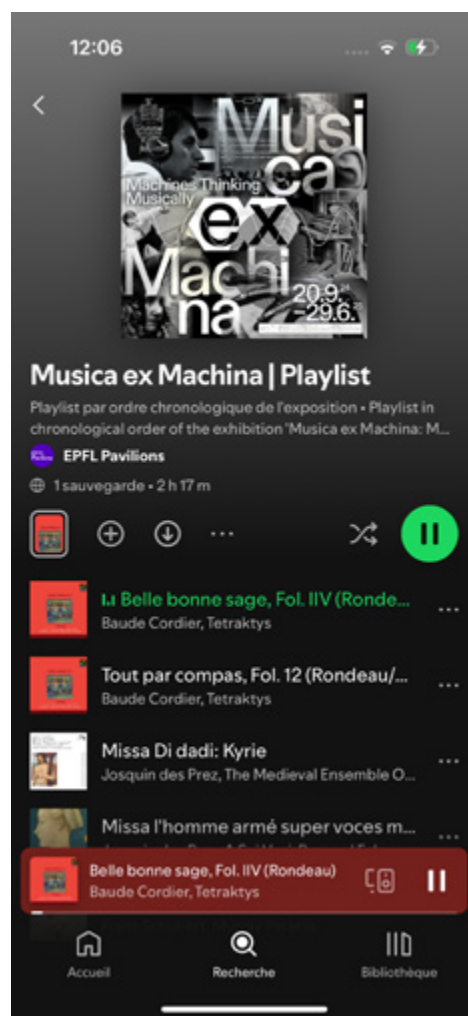 12:06
Musi
ca
Machines Thinking
Musically
ex
Machi
na
20.9.
–29.6.
Musica ex Machina | Playlist
Playlist par ordre chronologique de l'exposition • Playlist in
chronological order of the exhibition 'Musica ex Machina: M...
EPFL Pavilions
1 sauvegarde • 2 h 17 m
Belle bonne sage, Fol. IIV (Ronde...
Baude Cordier, Tetraktys
Tout par compas, Fol. 12 (Rondeau/...
Baude Cordier, Tetraktys
Missa Di dadi: Kyrie
Josquin des Prez, The Medieval Ensemble O...
Missa l'homme armé super voces m...
Belle bonne sage, Fol. IIV (Rondeau)
Baude Cordier, Tetraktys
Accueil
Recherche
Bibliothèque